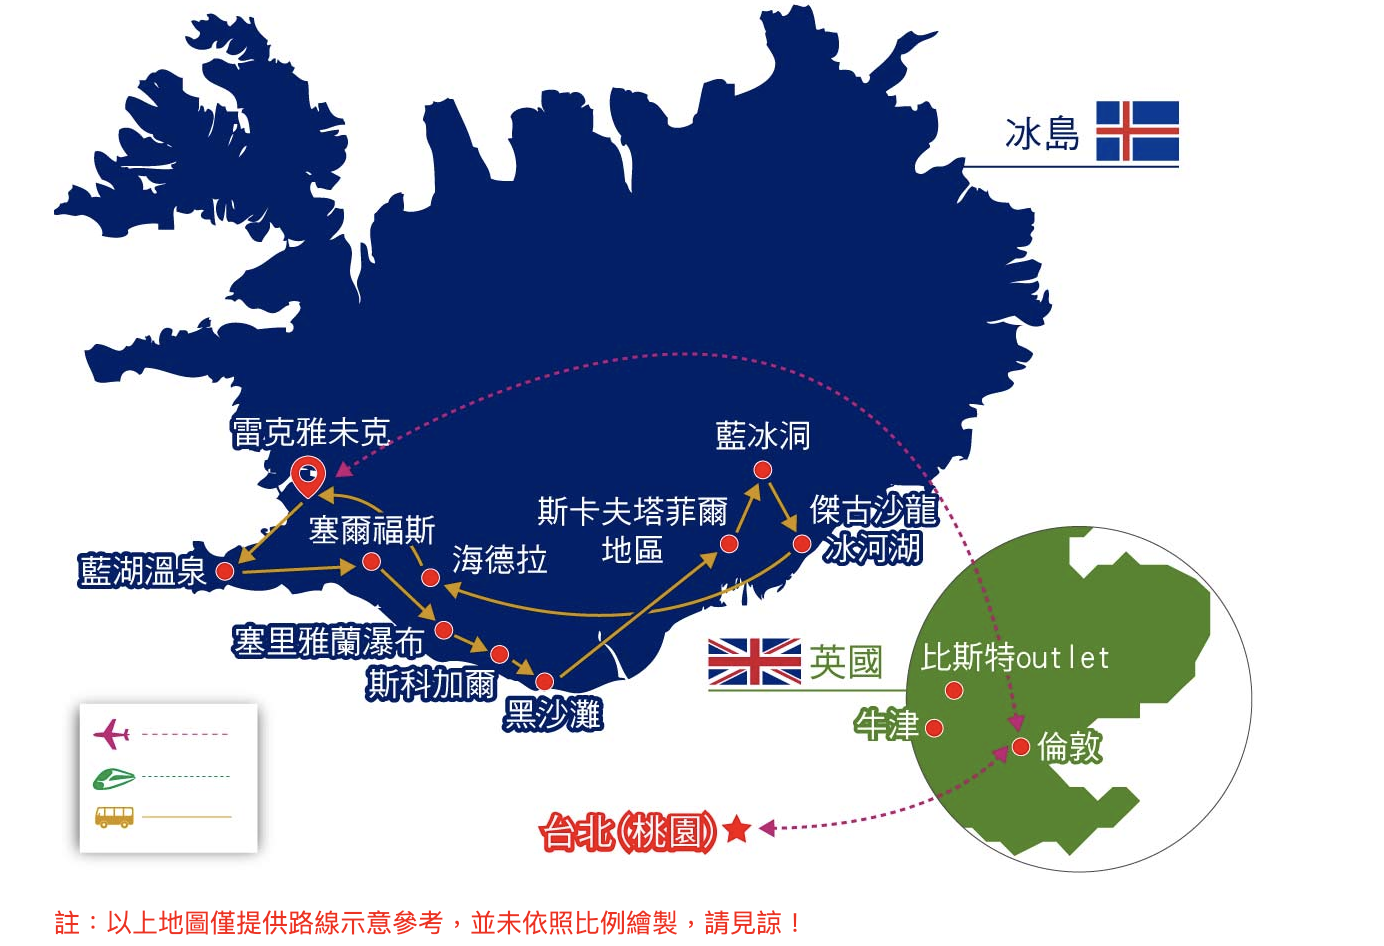 冰島
雷克雅未克
藍冰洞
斯卡夫塔菲爾
地區
傑古沙龍
冰河湖
塞爾福斯
海德拉
藍湖溫泉
塞里雅蘭瀑布
斯科加爾
黑沙灘
英國
比斯特outlet
牛津
倫敦
台北(桃園)
註：以上地圖僅提供路線示意參考，並未依照比例繪製，請見諒！